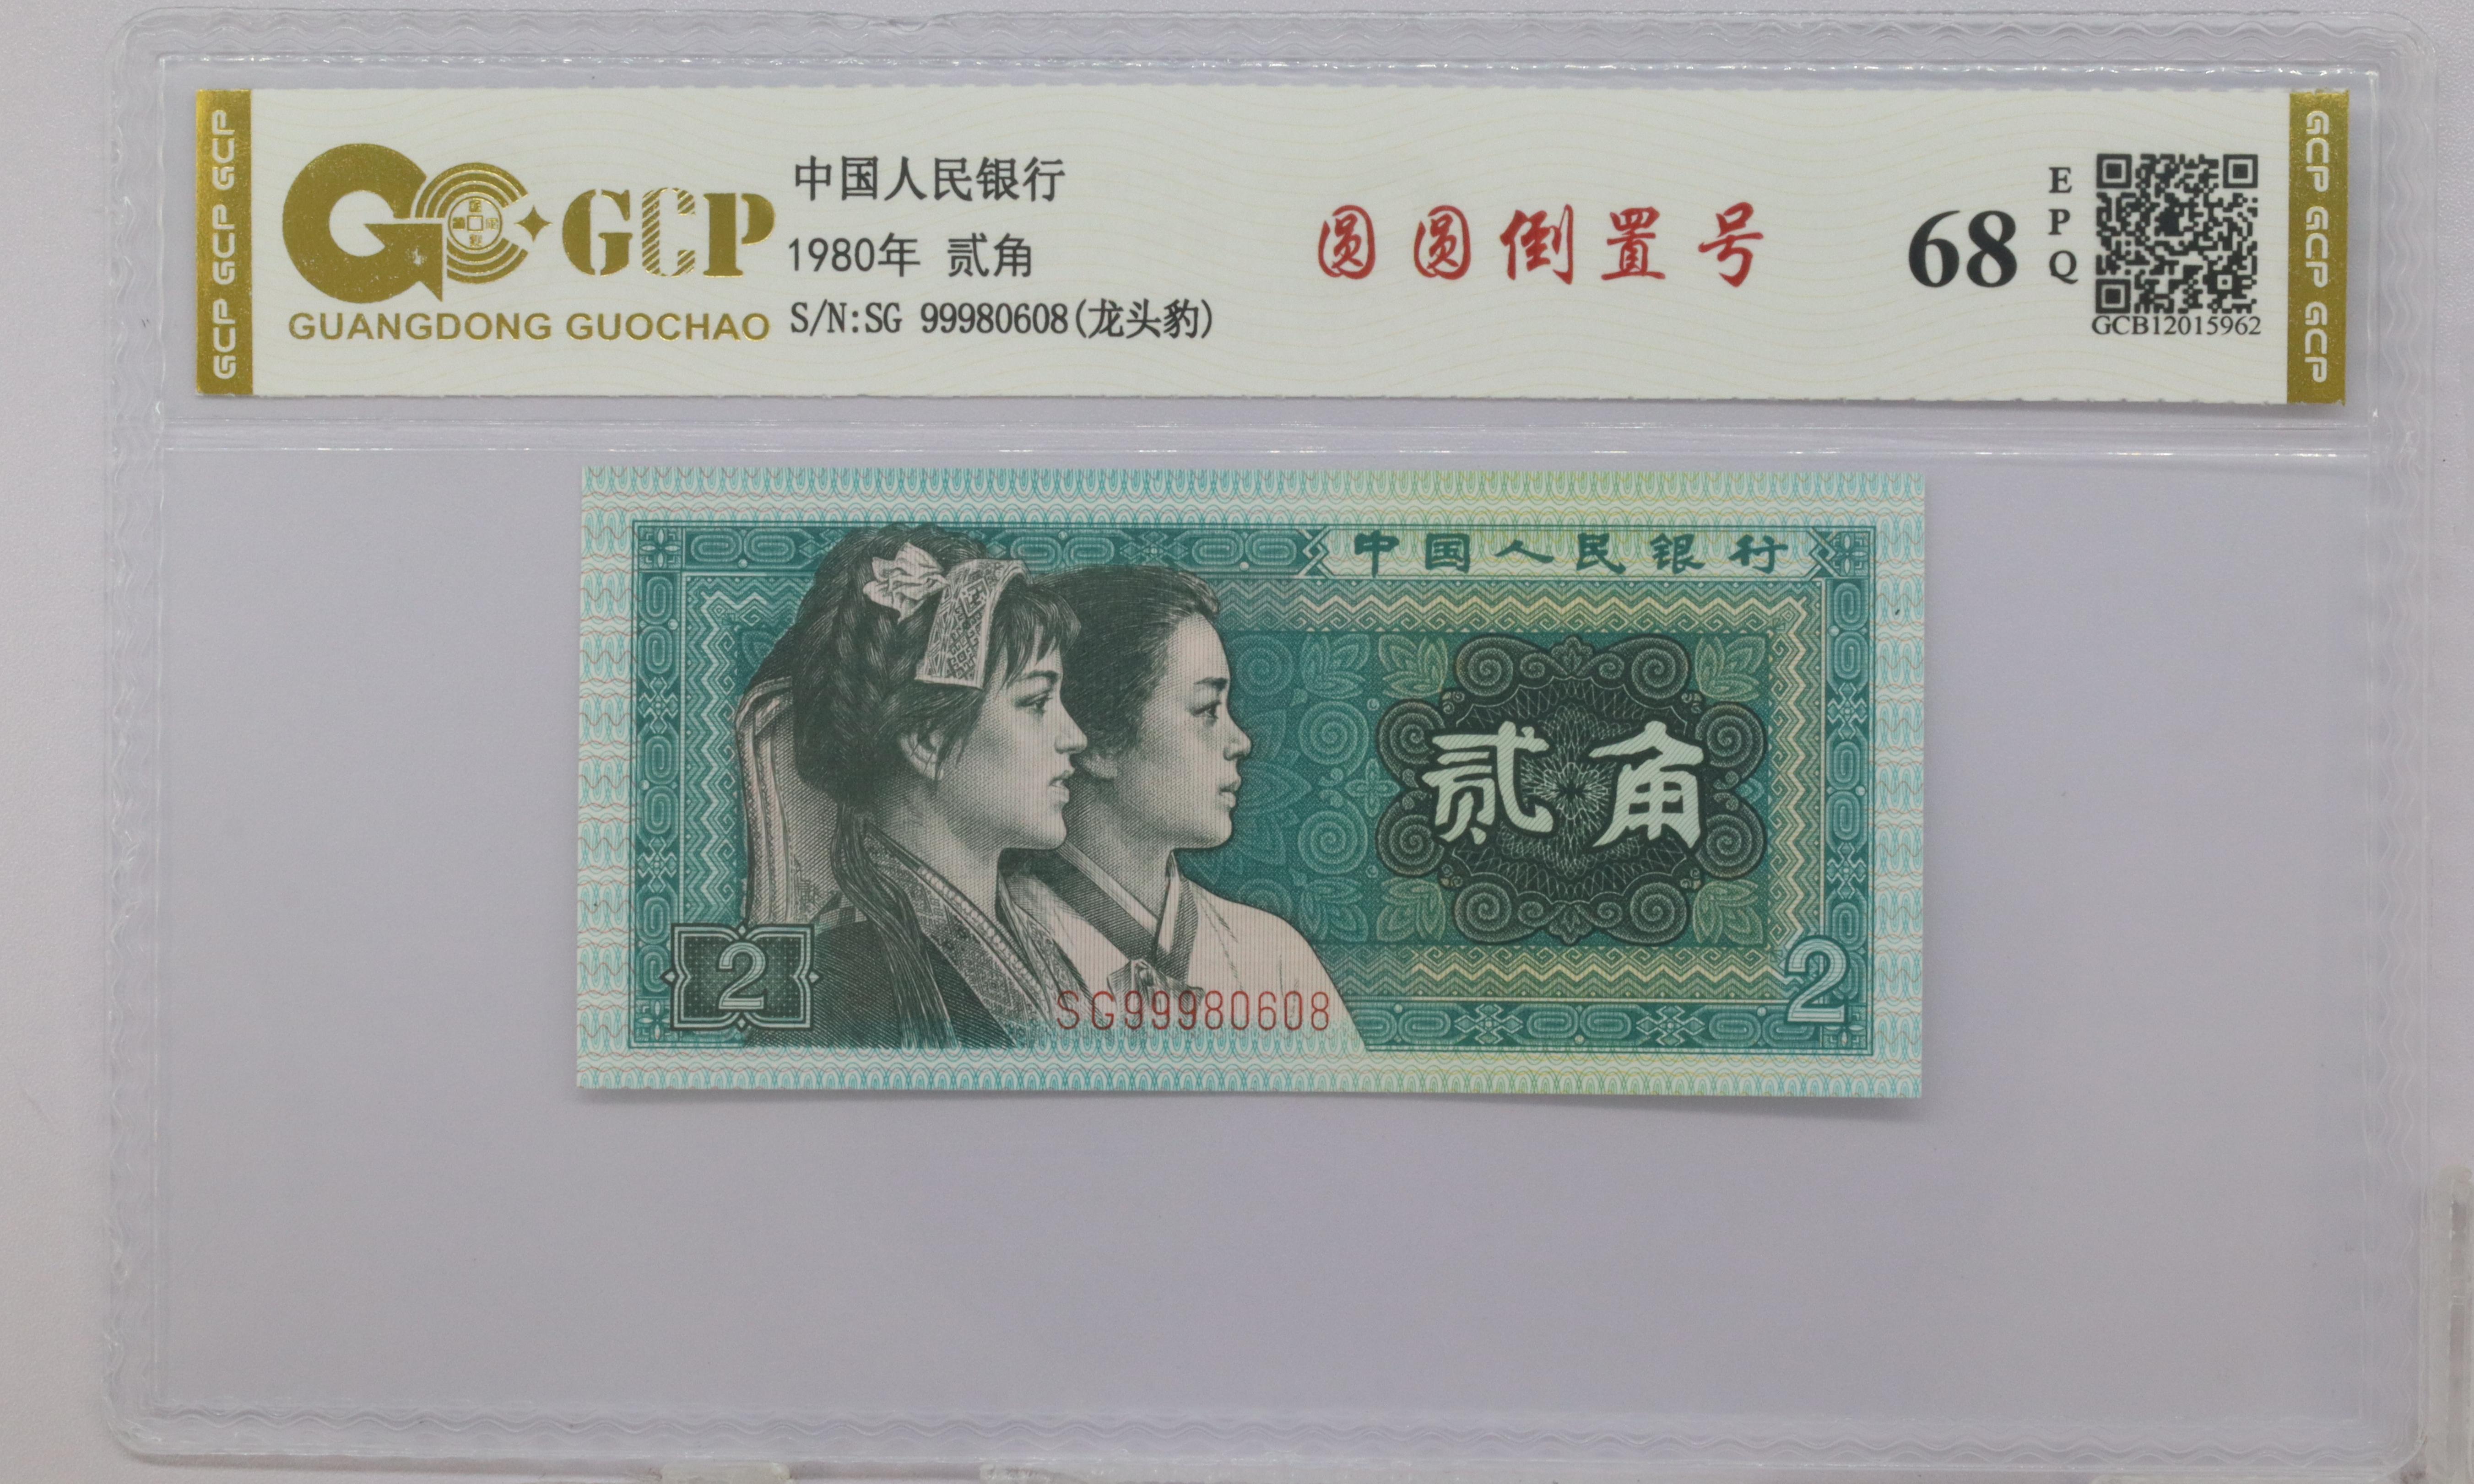 GCP GCP GCP
GCP
GUANGDONG GUOCHAO
中国人民银行
1980年 贰角
S/N:SG 99980608(龙头豹)
圆圆倒置号
68
EPQ
GCB12015962
GCP GCP GCP
中国人民银行
贰角
2
SG99980608
2